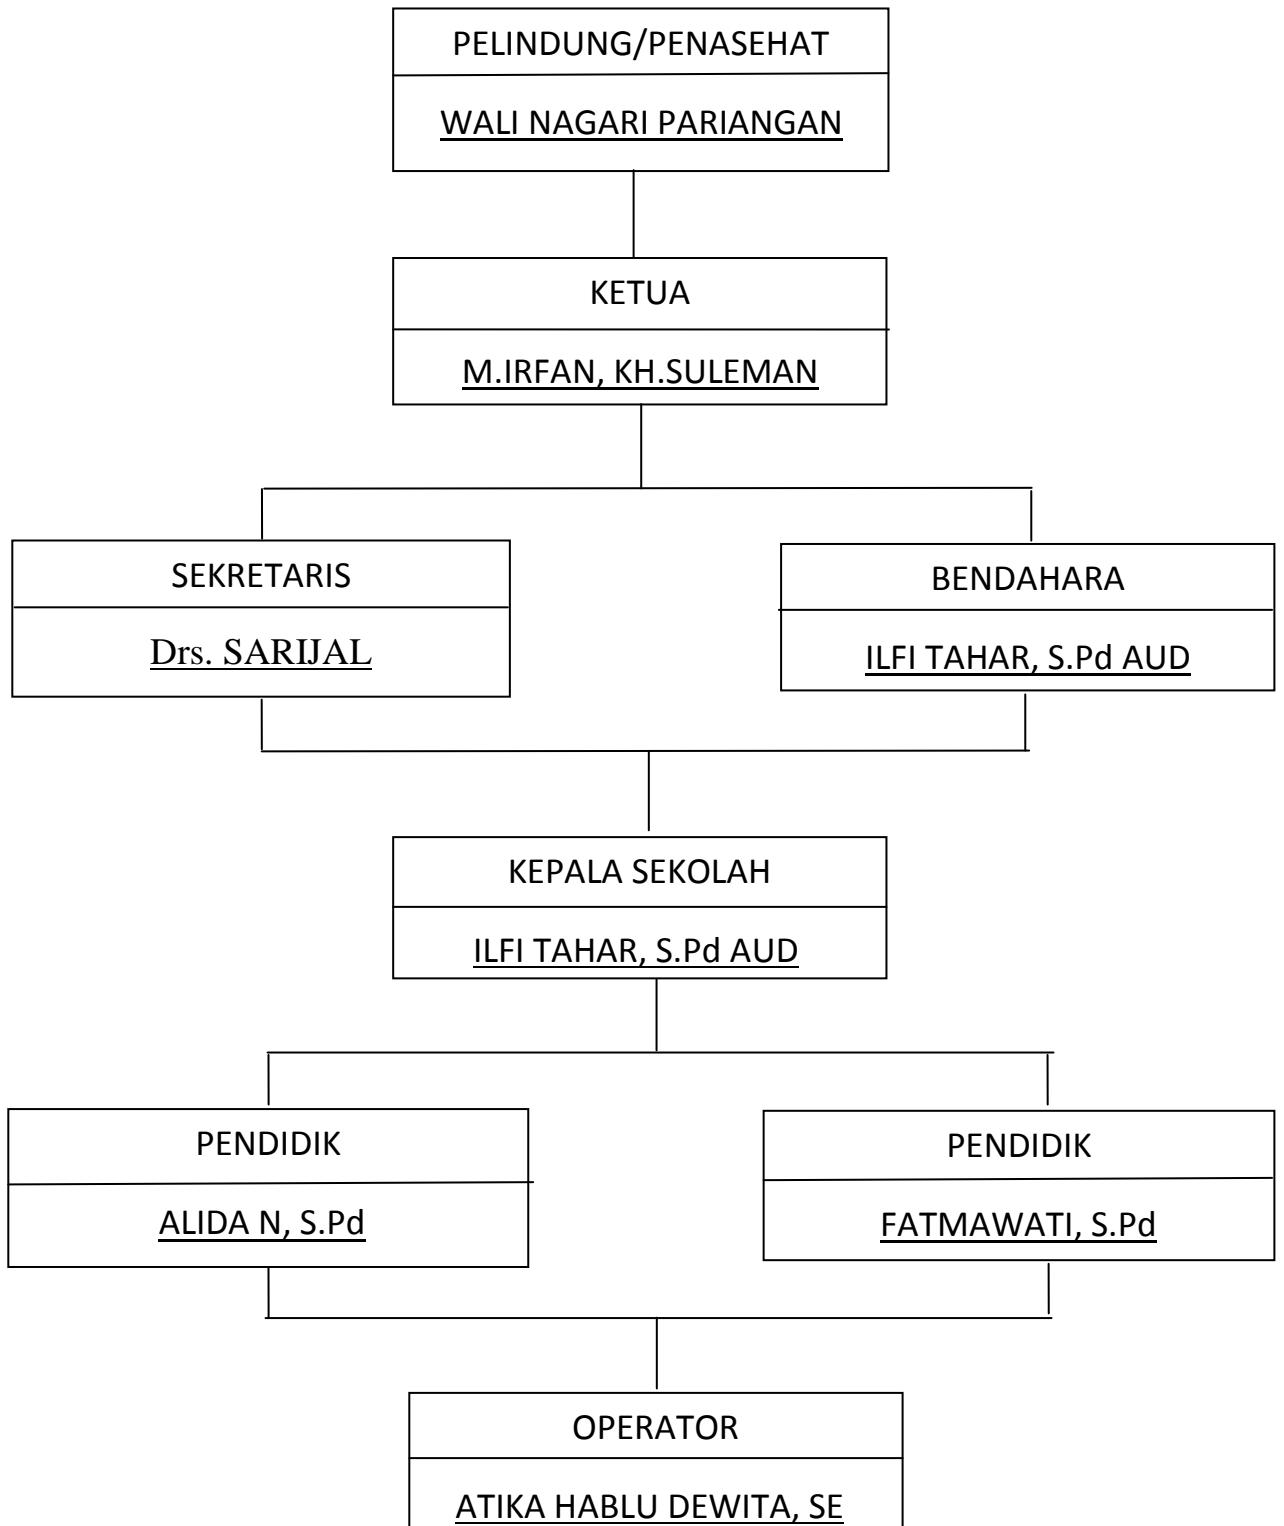 PELINDUNG/PENASEHAT
WALI NAGARI PARIANGAN
KETUA
M.IRFAN, KH.SULEMAN
SEKRETARIS
Drs. SARIJAL
BENDAHARA
ILFI TAHAR, S.Pd AUD
KEPALA SEKOLAH
ILFI TAHAR, S.Pd AUD
PENDIDIK
ALIDA N, S.Pd
PENDIDIK
FATMAWATI, S.Pd
OPERATOR
ATIKA HABLU DEWITA, SE